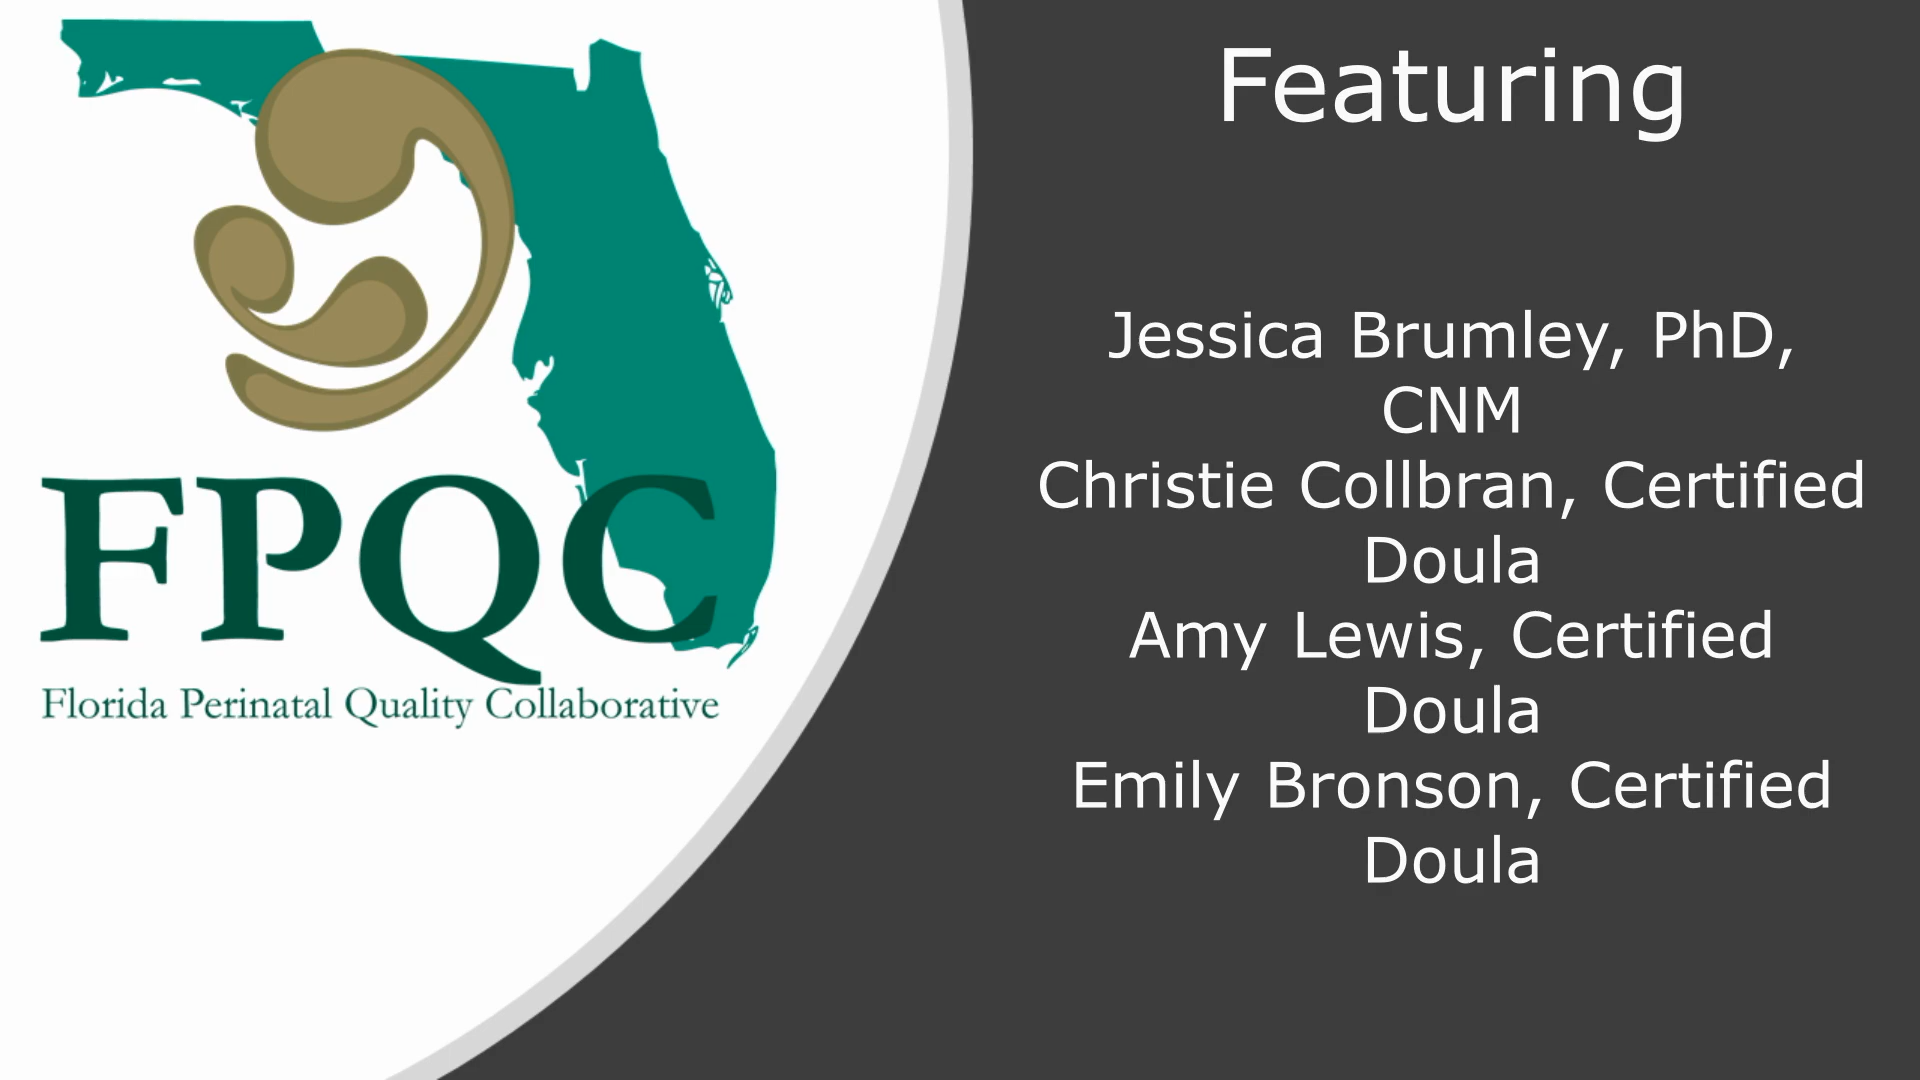 FPQC
Florida Perinatal Quality Collaborative
Featuring
Jessica Brumley, PhD,
CNM
Christie Collbran, Certified
Doula
Amy Lewis, Certified
Doula
Emily Bronson, Certified
Doula